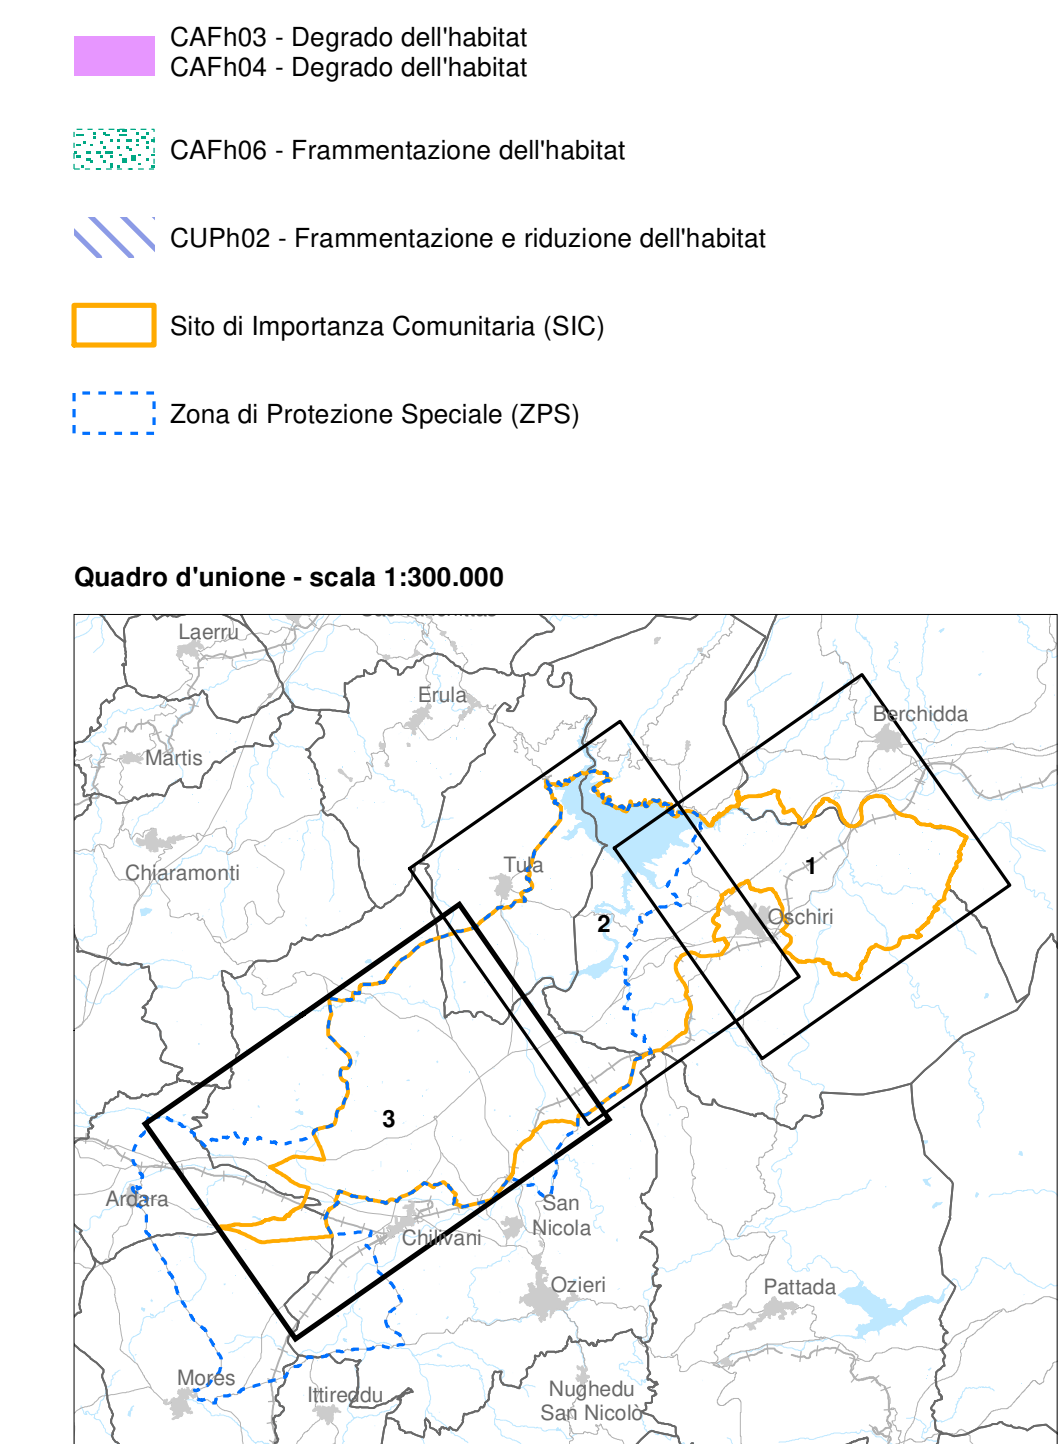 CAFh03 - Degrado dell'habitat
CAFh04 - Degrado dell'habitat
CAFh06 - Frammentazione dell'habitat
CUPh02 - Frammentazione e riduzione dell'habitat
Sito di Importanza Comunitaria (SIC)
Zona di Protezione Speciale (ZPS)
Quadro d'unione - scala 1:300.000
Laerru
Erula
Berchidda
Martis
Chiaramonti
Tula
1
Oschiri
2
3
Ardara
San
Nicola
Chilivani
Ozieri
Pattada
Mores
Ittireddu
Nughedu
San Nicolò